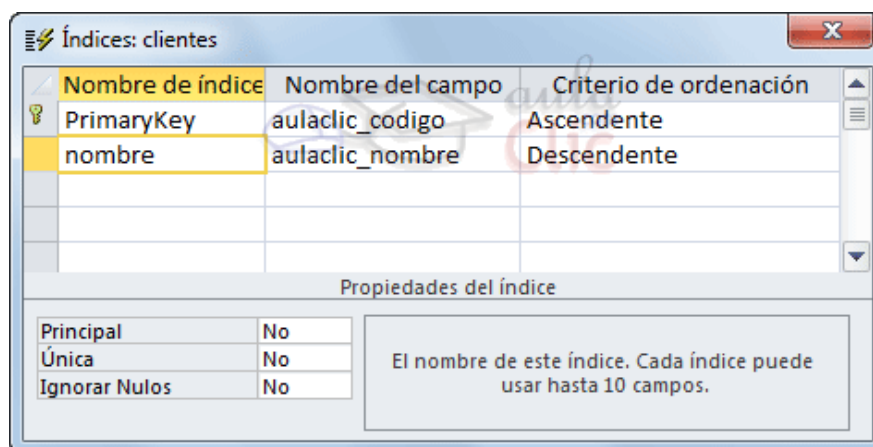 Índices: clientes
Nombre de índice Nombre del campo Criterio de ordenación
PrimaryKey aulaclic_codigo Ascendente
nombre aulaclic_nombre Descendente
aula
Clic
Propiedades del índice
Principal No
Única No
Ignorar Nulos No
El nombre de este índice. Cada índice puede
usar hasta 10 campos.